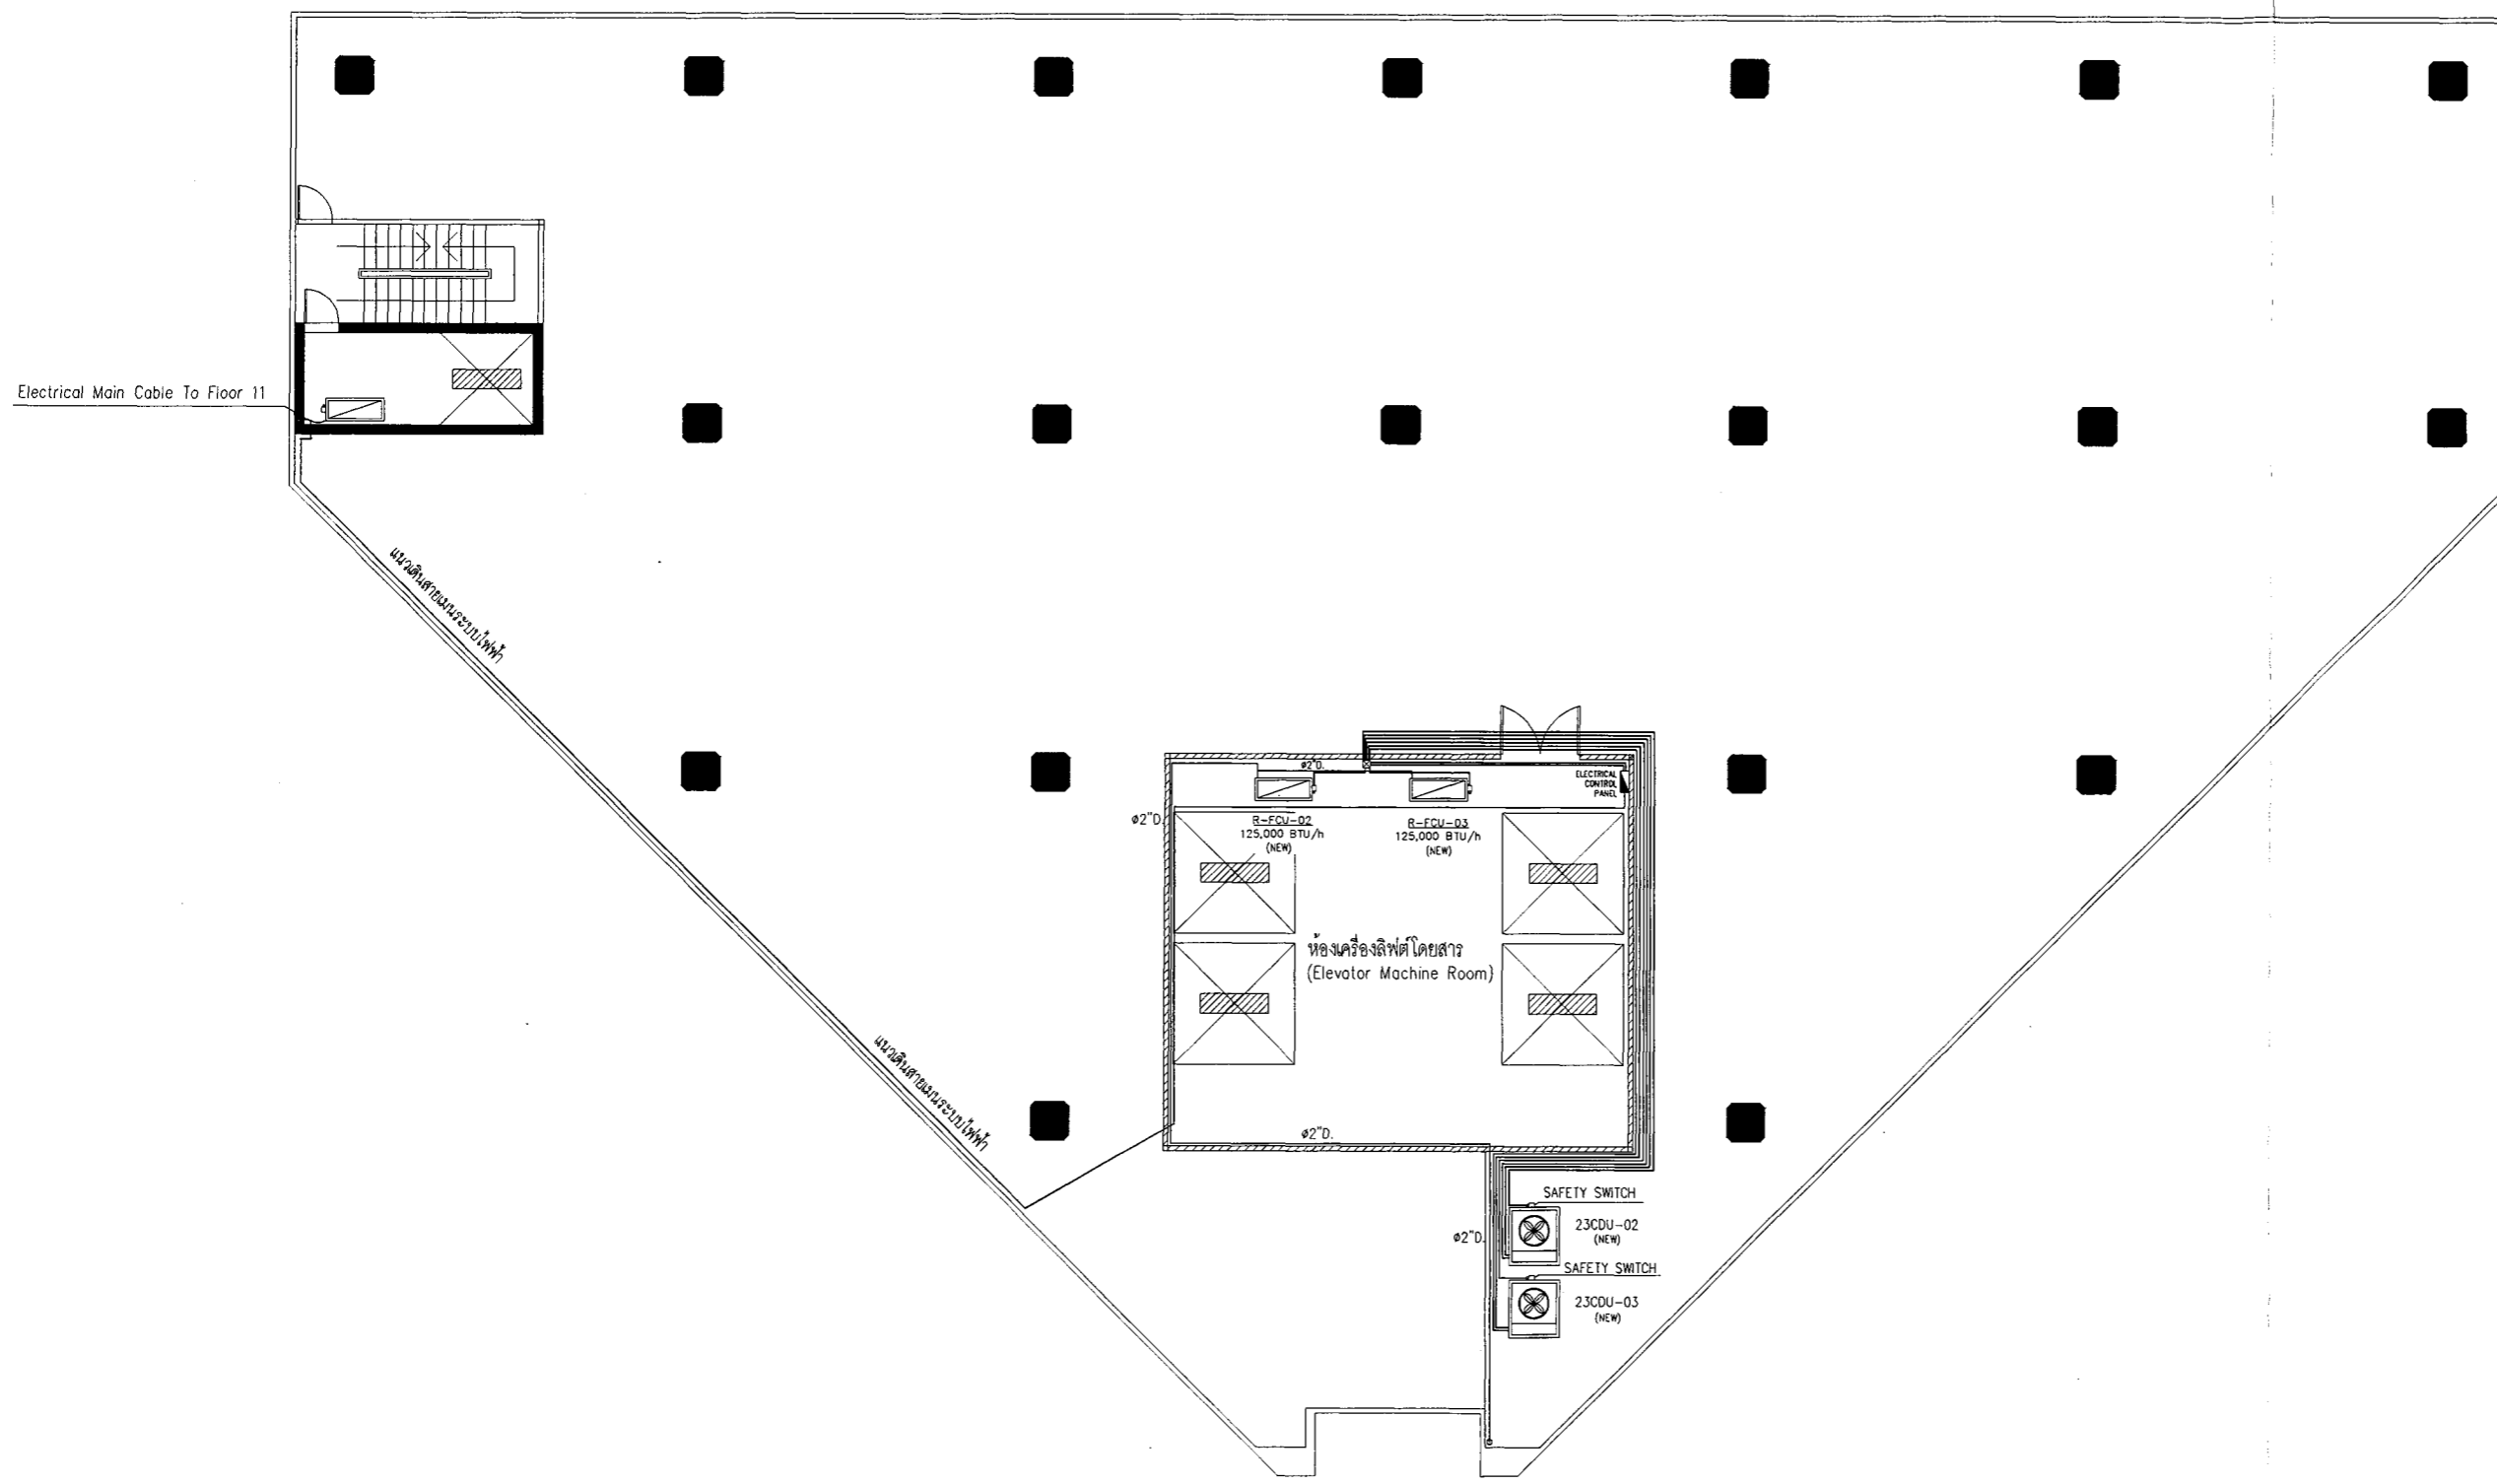 Electrical Main Cable To Floor 11
แนวเดินสายเมนระบบไฟฟ้า
ø2"D.
ELECTRICAL
CONTROL
PANEL
ø2"D.
R-FCU-02
125,000 BTU/h
(NEW)
R-FCU-03
125,000 BTU/h
(NEW)
ห้องเครื่องลิฟต์โดยสาร
(Elevator Machine Room)
แนวเดินสายเมนระบบไฟฟ้า
ø2"D.
SAFETY SWITCH
23CDU-02
(NEW)
ø2"D.
SAFETY SWITCH
23CDU-03
(NEW)